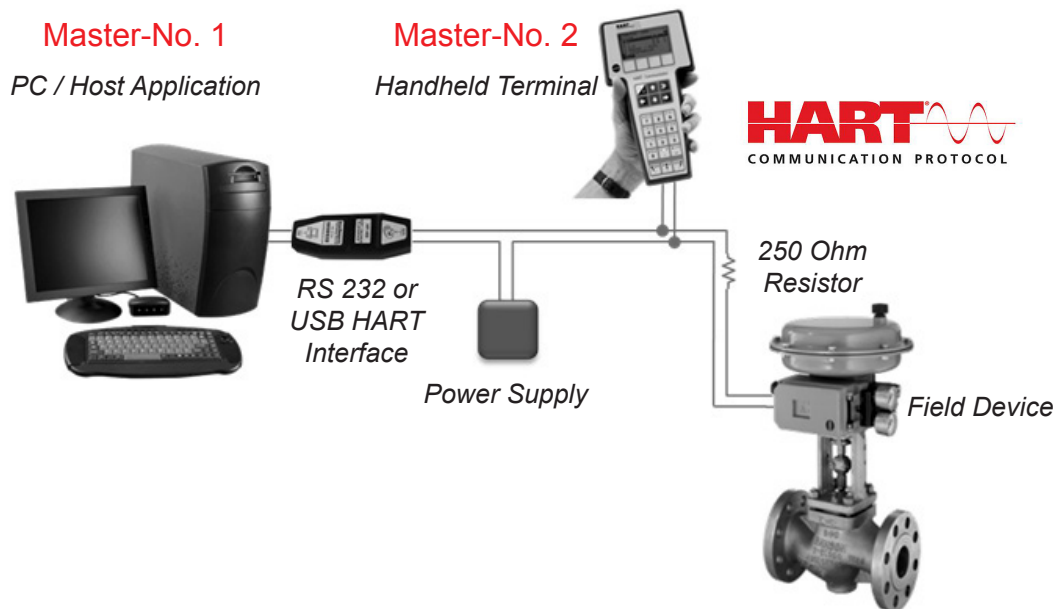 Master-No. 1
PC / Host Application
Master-No. 2
Handheld Terminal
HART
COMMUNICATION PROTOCOL
RS 232 or
USB HART
Interface
Power Supply
250 Ohm
Resistor
Field Device